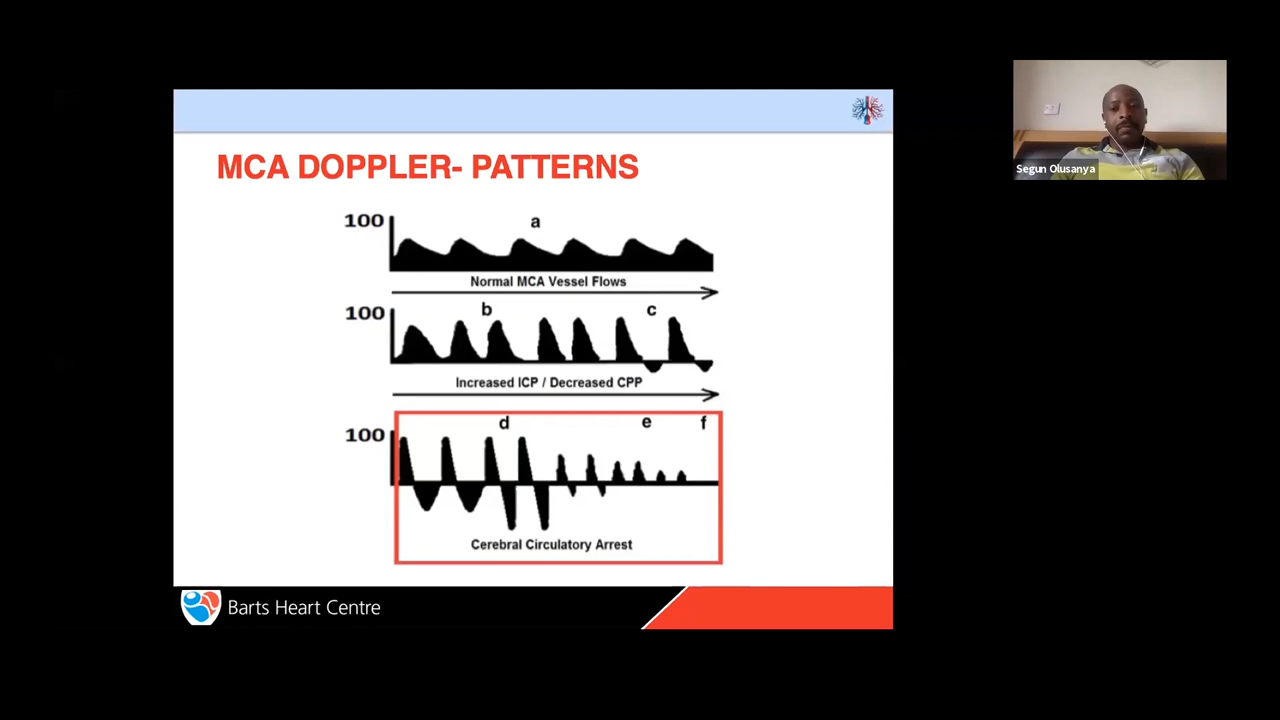 MCA DOPPLER- PATTERNS
100
a
Normal MCA Vessel Flows
100
b
c
Increased ICP / Decreased CPP
100
d
e
f
Cerebral Circulatory Arrest
Barts Heart Centre
Segun Olusanya